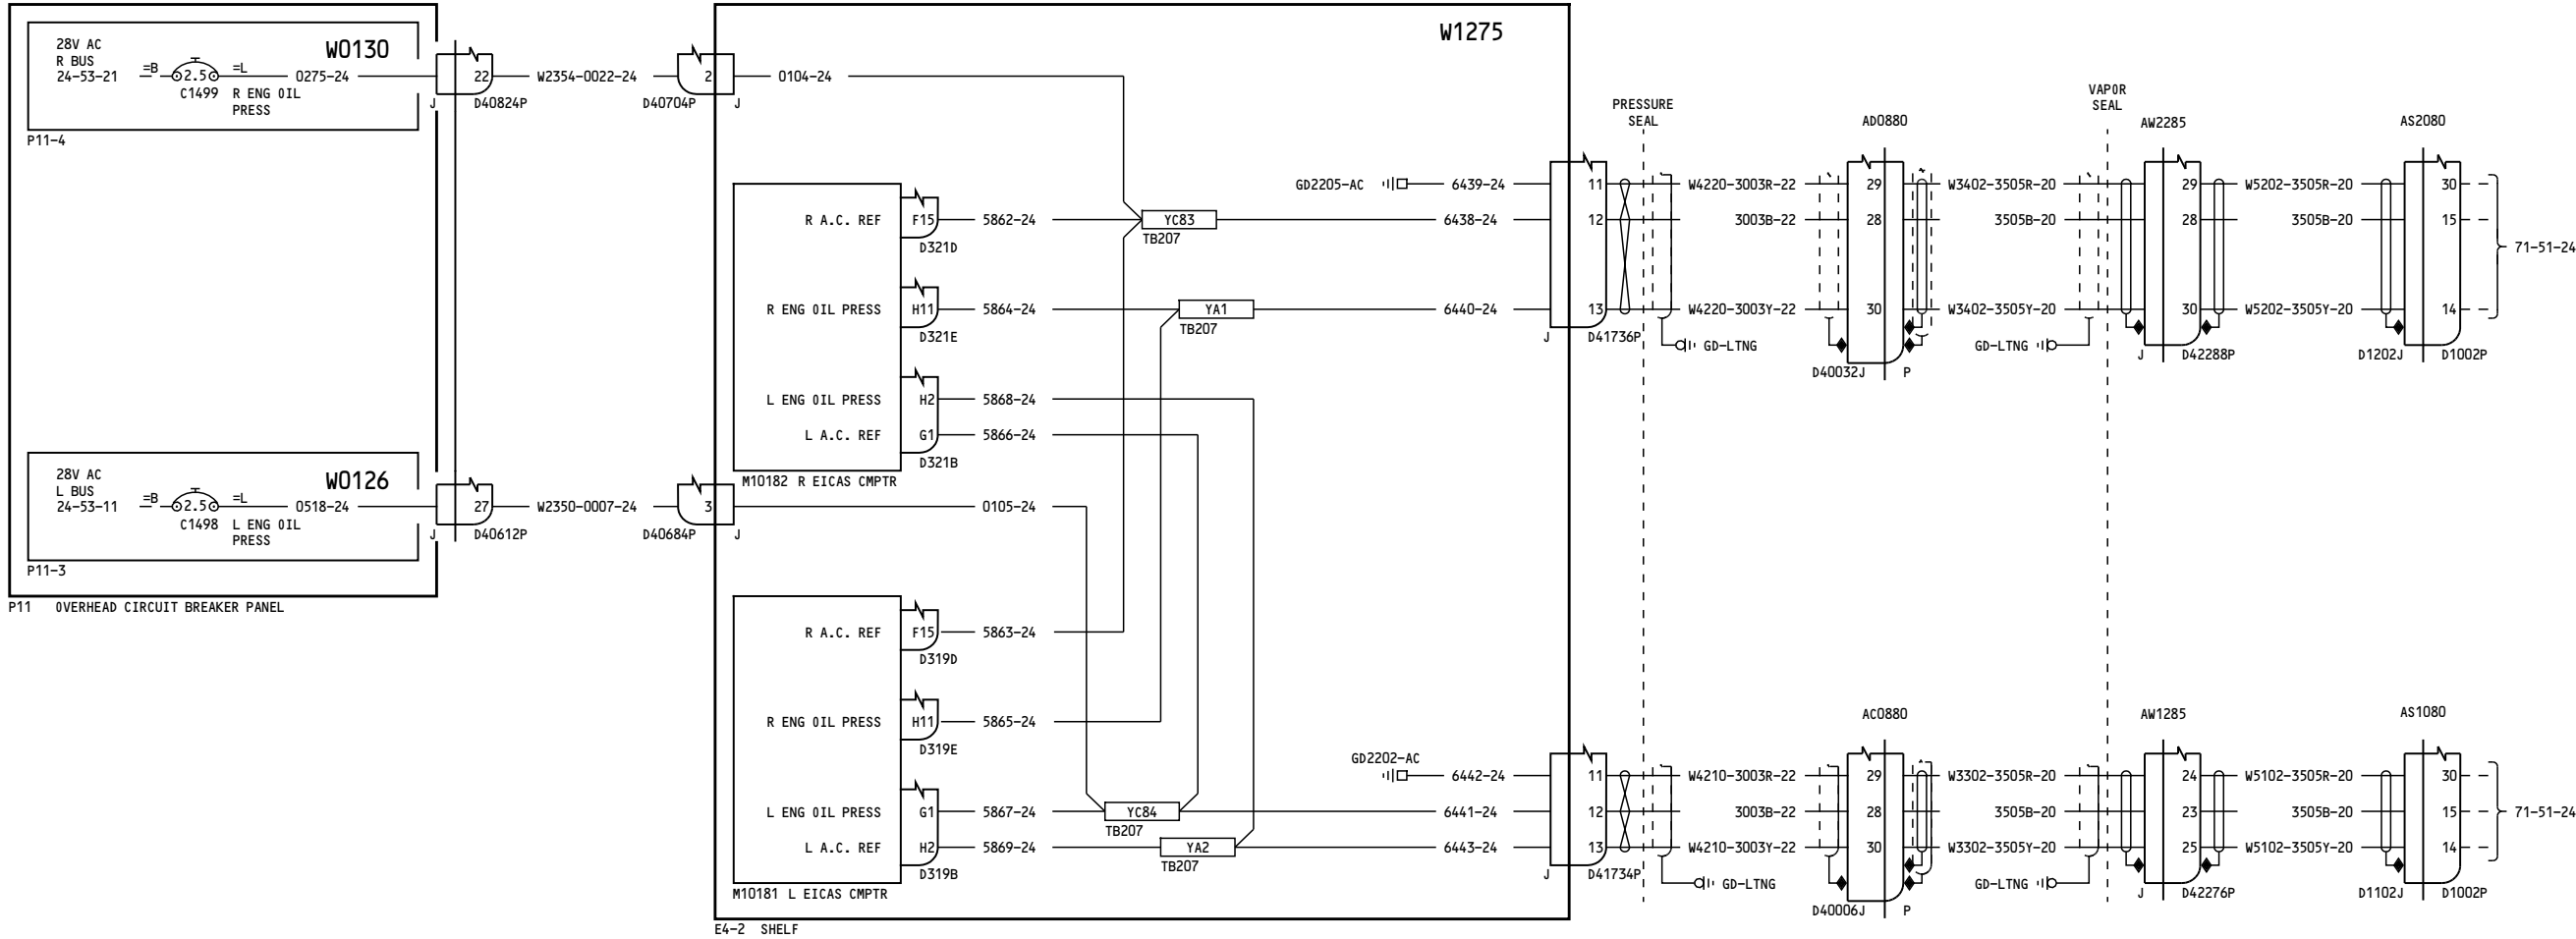 W0130
28V AC
R BUS
24-53-21
=B
2.5
=L
0275-24
C1499
R ENG OIL
PRESS
P11-4
22
J
D40824P
W2354-0022-24
2
D40704P
J
0104-24
W1275
W0126
28V AC
L BUS
24-53-11
=B
2.5
=L
0518-24
C1498
L ENG OIL
PRESS
P11-3
27
J
D40612P
W2350-0007-24
3
D40684P
J
0105-24
P11 OVERHEAD CIRCUIT BREAKER PANEL
R A.C. REF
F15
5862-24
D321D
R ENG OIL PRESS
H11
5864-24
D321E
L ENG OIL PRESS
H2
5868-24
L A.C. REF
G1
5866-24
D321B
M10182 R EICAS CMPTR
R A.C. REF
F15
5863-24
D319D
R ENG OIL PRESS
H11
5865-24
D319E
L ENG OIL PRESS
G1
5867-24
L A.C. REF
H2
5869-24
D319B
M10181 L EICAS CMPTR
E4-2 SHELF
YC83
TB207
YA1
TB207
YC84
TB207
YA2
TB207
GD2205-AC
6439-24
11
6438-24
12
6440-24
13
J
D41736P
GD2202-AC
6442-24
11
6441-24
12
6443-24
13
J
D41734P
PRESSURE
SEAL
W4220-3003R-22
3003B-22
W4220-3003Y-22
GD-LTNG
AD0880
29
28
30
D40032J
P
W3402-3505R-20
3505B-20
W3402-3505Y-20
GD-LTNG
VAPOR
SEAL
AW2285
29
28
30
J
D42288P
W5202-3505R-20
3505B-20
W5202-3505Y-20
AS2080
30
15
14
D1202J
D1002P
71-51-24
W4210-3003R-22
3003B-22
W4210-3003Y-22
GD-LTNG
AC0880
29
28
30
D40006J
P
W3302-3505R-20
3505B-20
W3302-3505Y-20
GD-LTNG
AW1285
24
23
25
J
D42276P
W5102-3505R-20
3505B-20
W5102-3505Y-20
AS1080
30
15
14
D1102J
D1002P
71-51-24